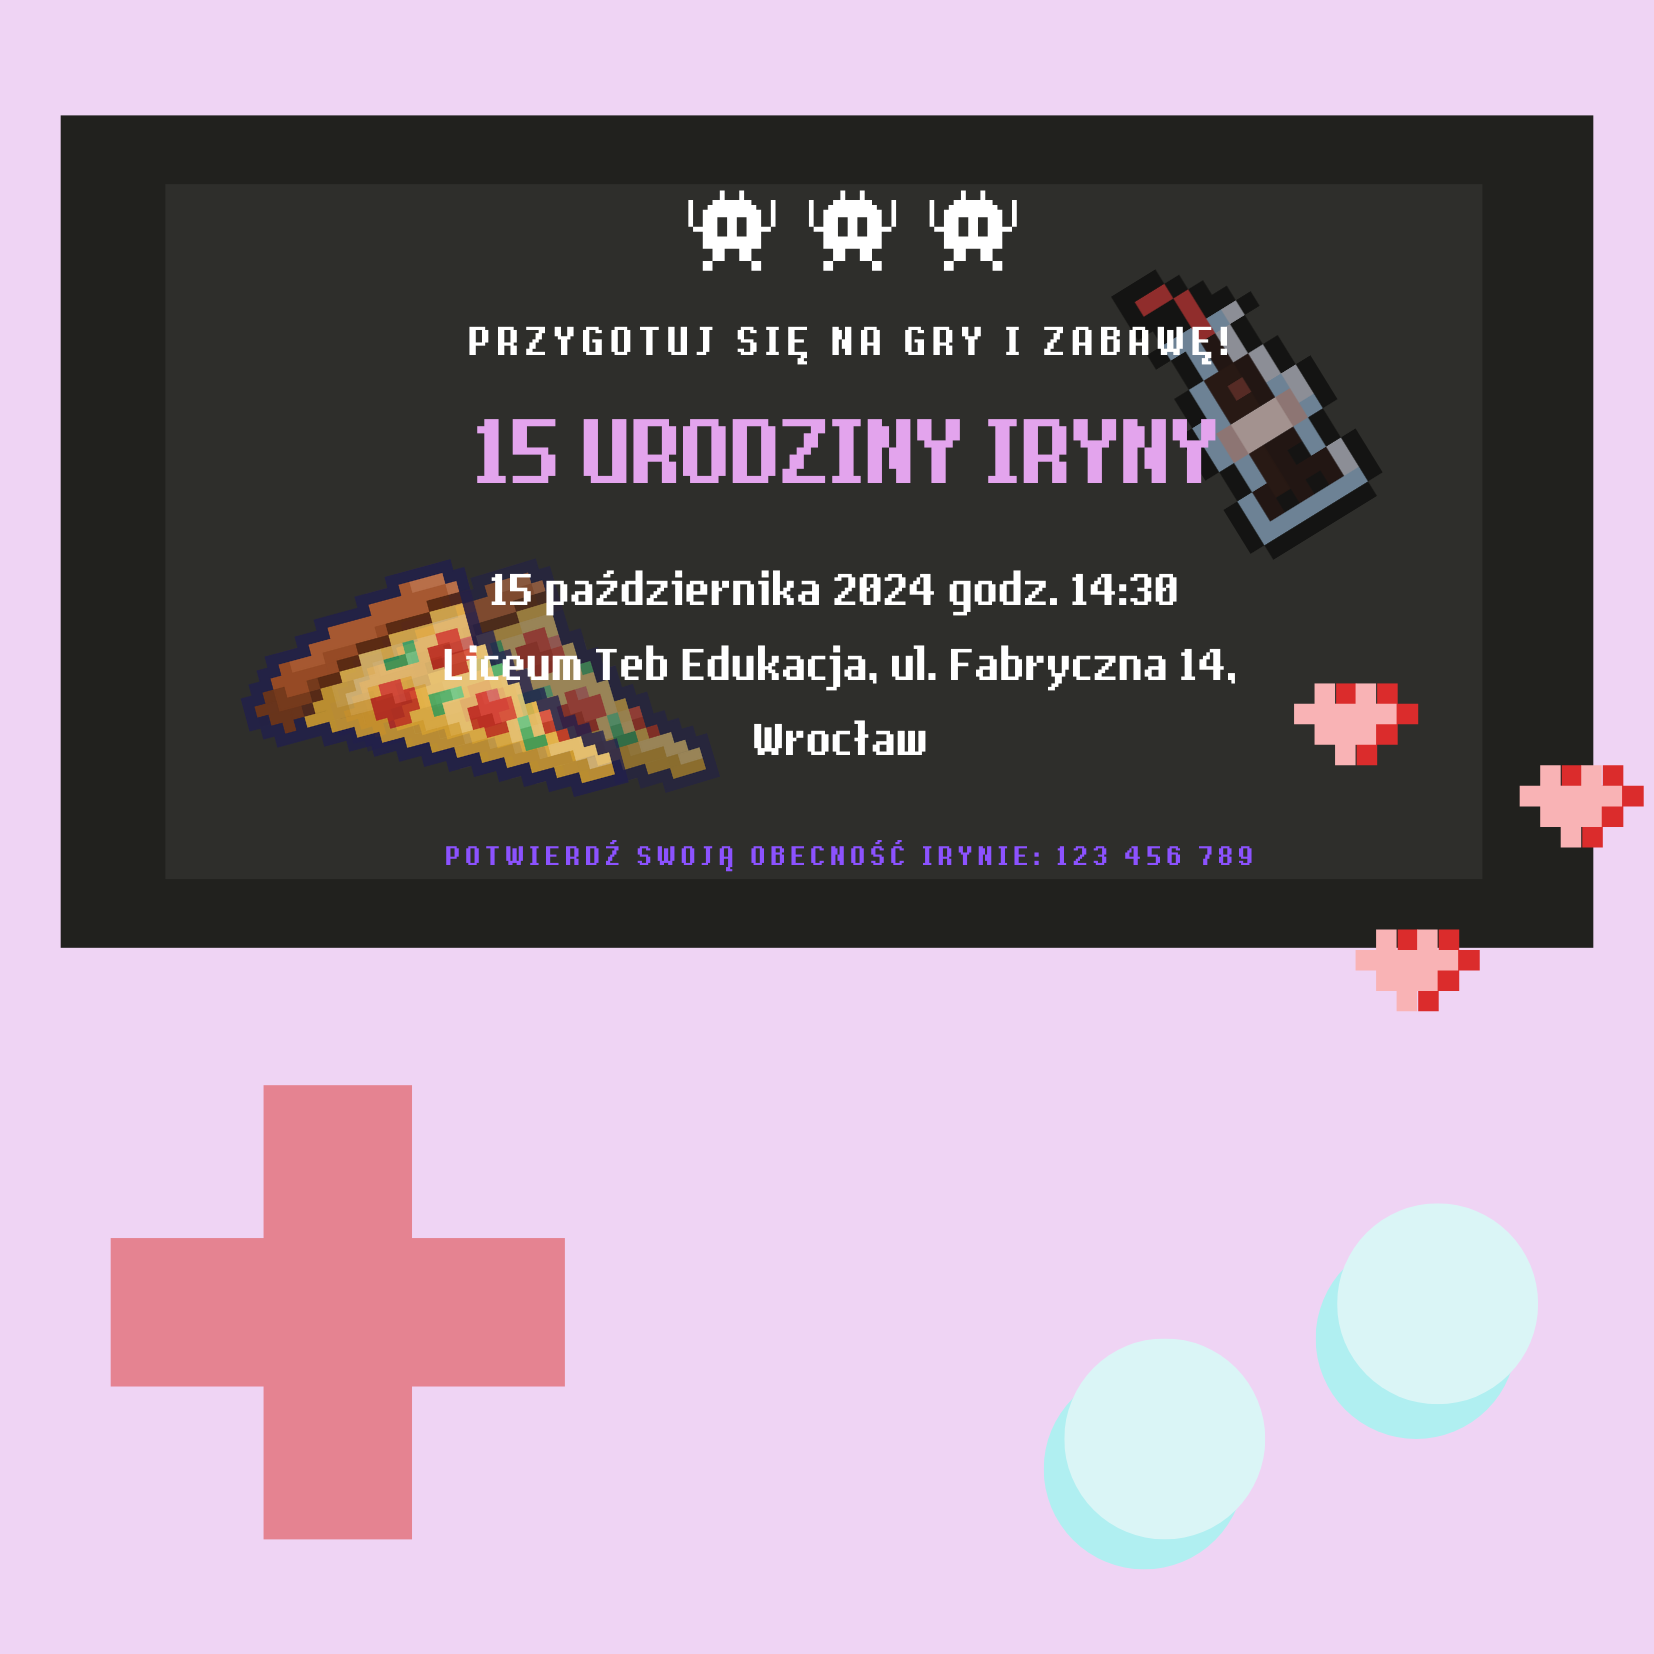 PRZYGOTUJ SIĘ NA GRY I ZABAWĘ!
15 URODZINY IRYNY
15 października 2024 godz. 14:30
Liceum Teb Edukacja, ul. Fabryczna 14,
Wrocław
POTWIERDŹ SWOJĄ OBECNOŚĆ IRYNIE: 123 456 789